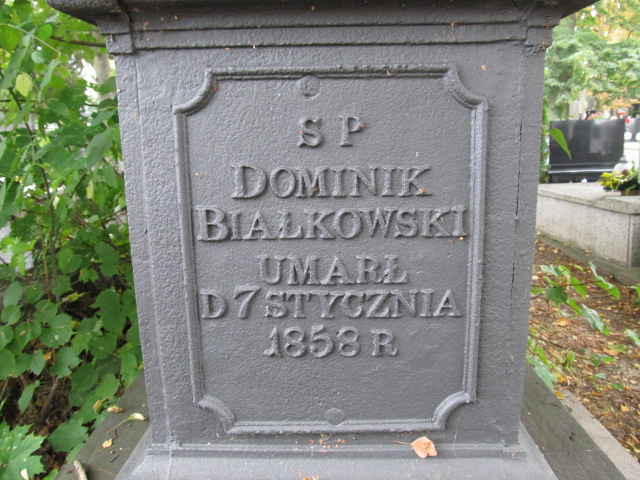 S P
DOMINIK
BIAŁKOWSKI
UMARŁ
D 7 STYCZNIA
1858 R